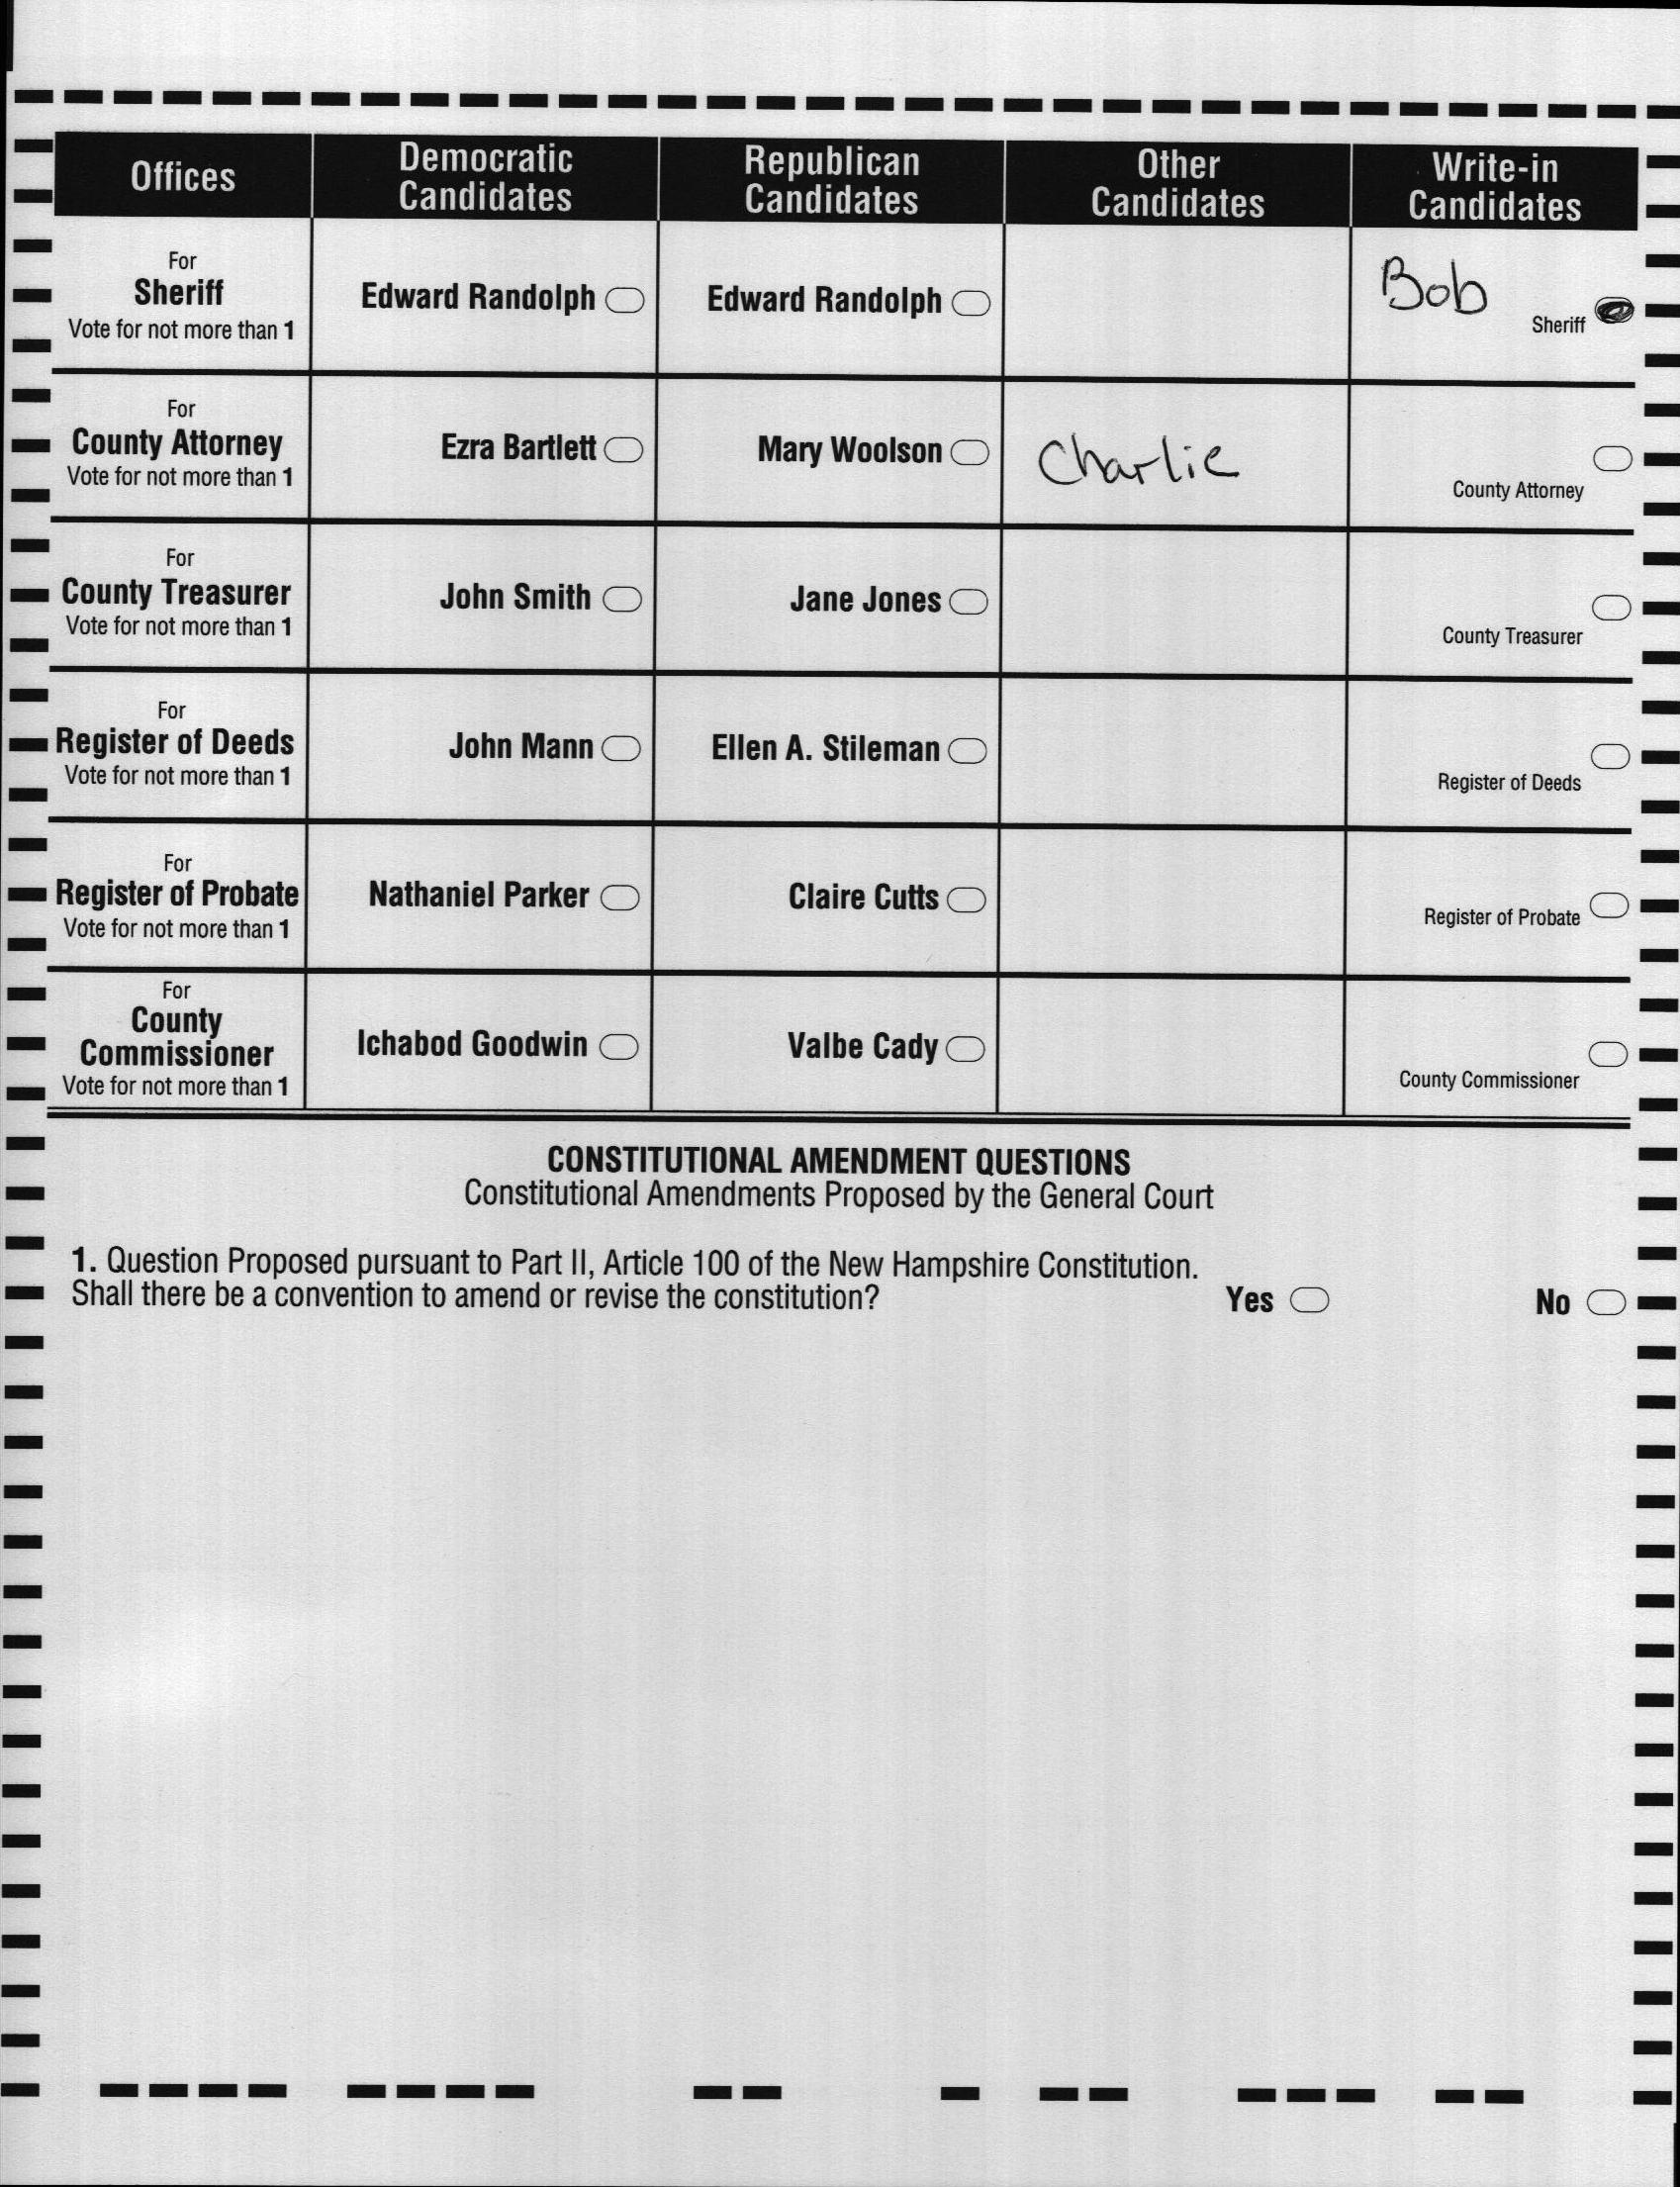 Offices
Democratic
Candidates
Republican
Candidates
Other
Candidates
Write-in
Candidates
For
Sheriff
Vote for not more than 1
Edward Randolph
Edward Randolph
Bob
Sheriff
For
County Attorney
Vote for not more than 1
Ezra Bartlett
Mary Woolson
Charlie
County Attorney
For
County Treasurer
Vote for not more than 1
John Smith
Jane Jones
County Treasurer
For
Register of Deeds
Vote for not more than 1
John Mann
Ellen A. Stileman
Register of Deeds
For
Register of Probate
Vote for not more than 1
Nathaniel Parker
Claire Cutts
Register of Probate
For
County
Commissioner
Vote for not more than 1
Ichabod Goodwin
Valbe Cady
County Commissioner
CONSTITUTIONAL AMENDMENT QUESTIONS
Constitutional Amendments Proposed by the General Court
1. Question Proposed pursuant to Part II, Article 100 of the New Hampshire Constitution.
Shall there be a convention to amend or revise the constitution?
Yes
No